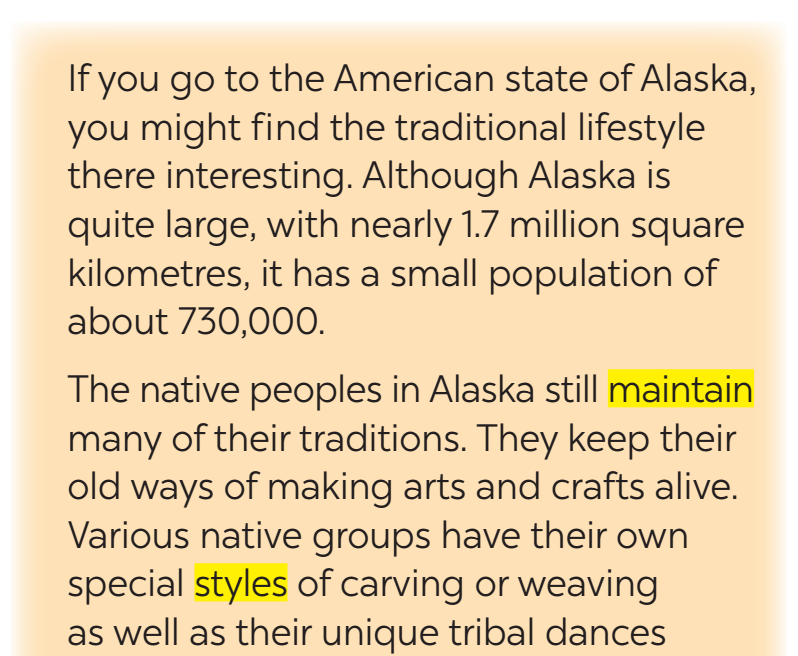 If you go to the American state of Alaska,
you might find the traditional lifestyle
there interesting. Although Alaska is
quite large, with nearly 1.7 million square
kilometres, it has a small population of
about 730,000.
The native peoples in Alaska still maintain
many of their traditions. They keep their
old ways of making arts and crafts alive.
Various native groups have their own
special styles of carving or weaving
as well as their unique tribal dances